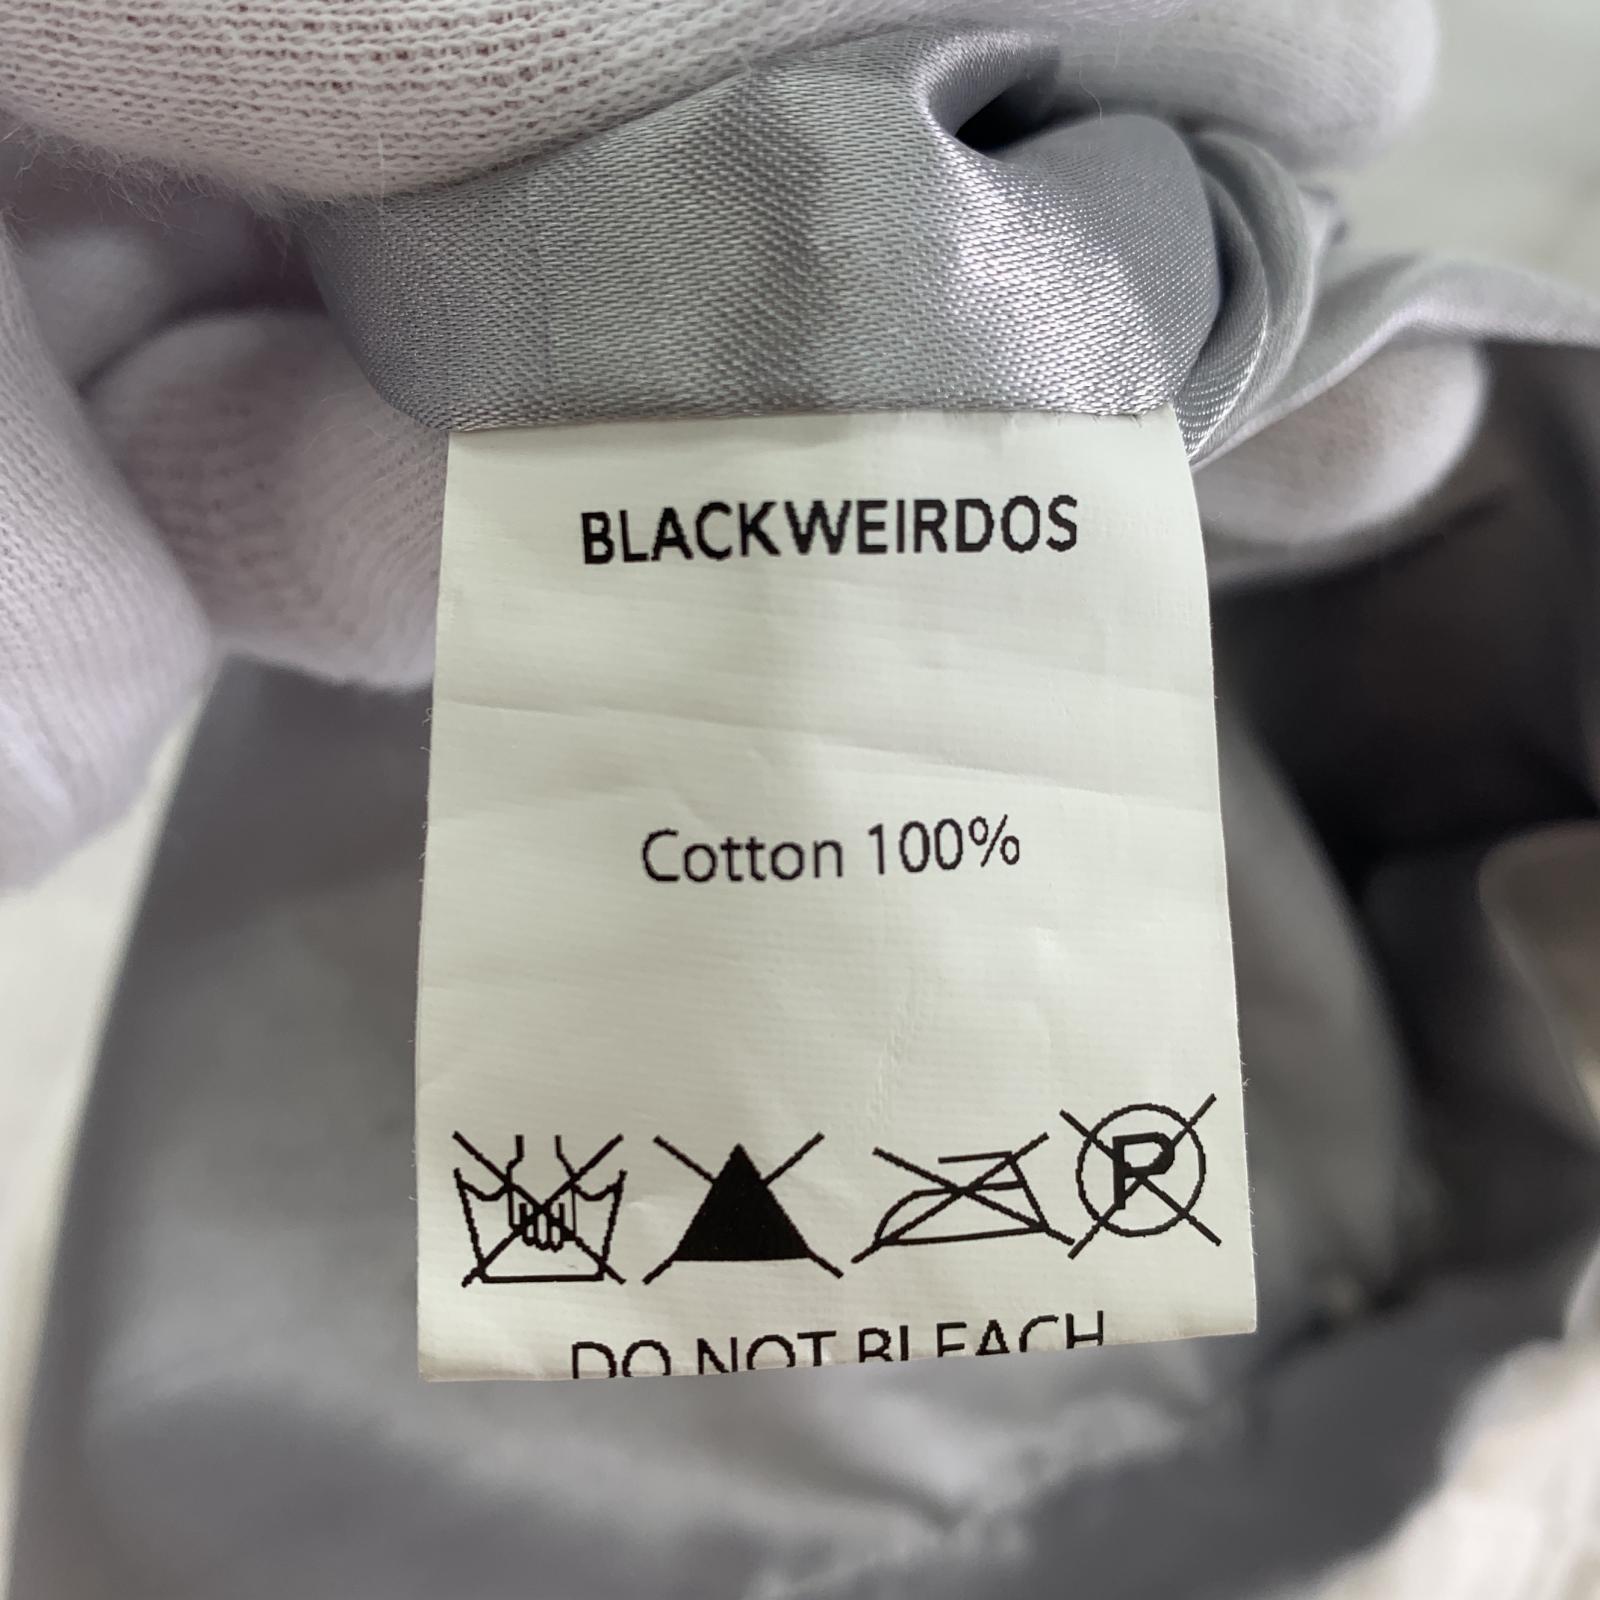 BLACKWEIRDOS
Cotton 100%
P
DO NOT BLEACH